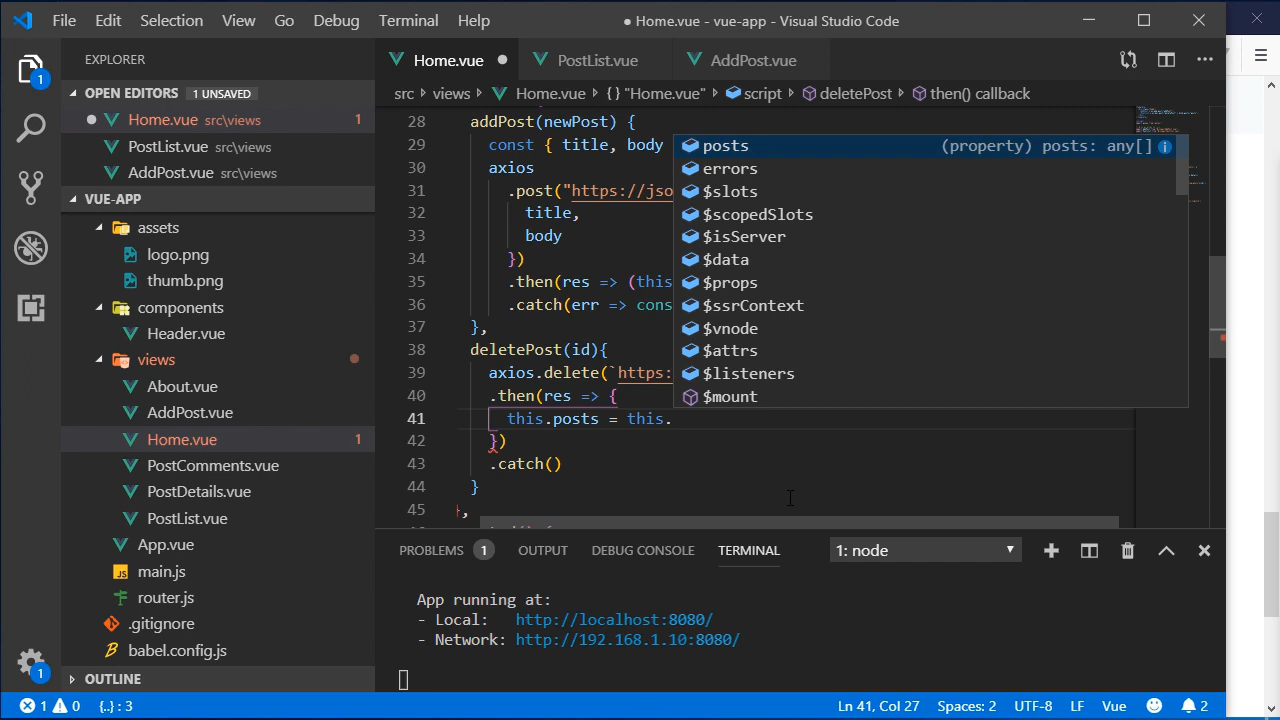 File Edit Selection View Go Debug Terminal Help ● Home.vue - vue-app - Visual Studio Code
EXPLORER
OPEN EDITORS 1 UNSAVED
Home.vue src\views 1
PostList.vue src\views
AddPost.vue src\views
VUE-APP
assets
logo.png
thumb.png
components
Header.vue
views
About.vue
AddPost.vue
Home.vue 1
PostComments.vue
PostDetails.vue
PostList.vue
App.vue
main.js
router.js
.gitignore
babel.config.js
OUTLINE
1
1
Home.vue PostList.vue AddPost.vue
src › views › Home.vue › {} "Home.vue" › script › deletePost › then() callback
28 addPost(newPost) {
29 const { title, body
30 axios
31 .post("https://jso
32 title,
33 body
34 })
35 .then(res => (this
36 .catch(err => cons
37 },
38 deletePost(id){
39 axios.delete(`https:
40 .then(res => {
41 this.posts = this.
42 })
43 .catch()
44 }
45 },
posts (property) posts: any[]
errors
$slots
$scopedSlots
$isServer
$data
$props
$ssrContext
$vnode
$attrs
$listeners
$mount
PROBLEMS 1 OUTPUT DEBUG CONSOLE TERMINAL 1: node
App running at:
- Local: http://localhost:8080/
- Network: http://192.168.1.10:8080/
1 0 {..} : 3 Ln 41, Col 27 Spaces: 2 UTF-8 LF Vue 2